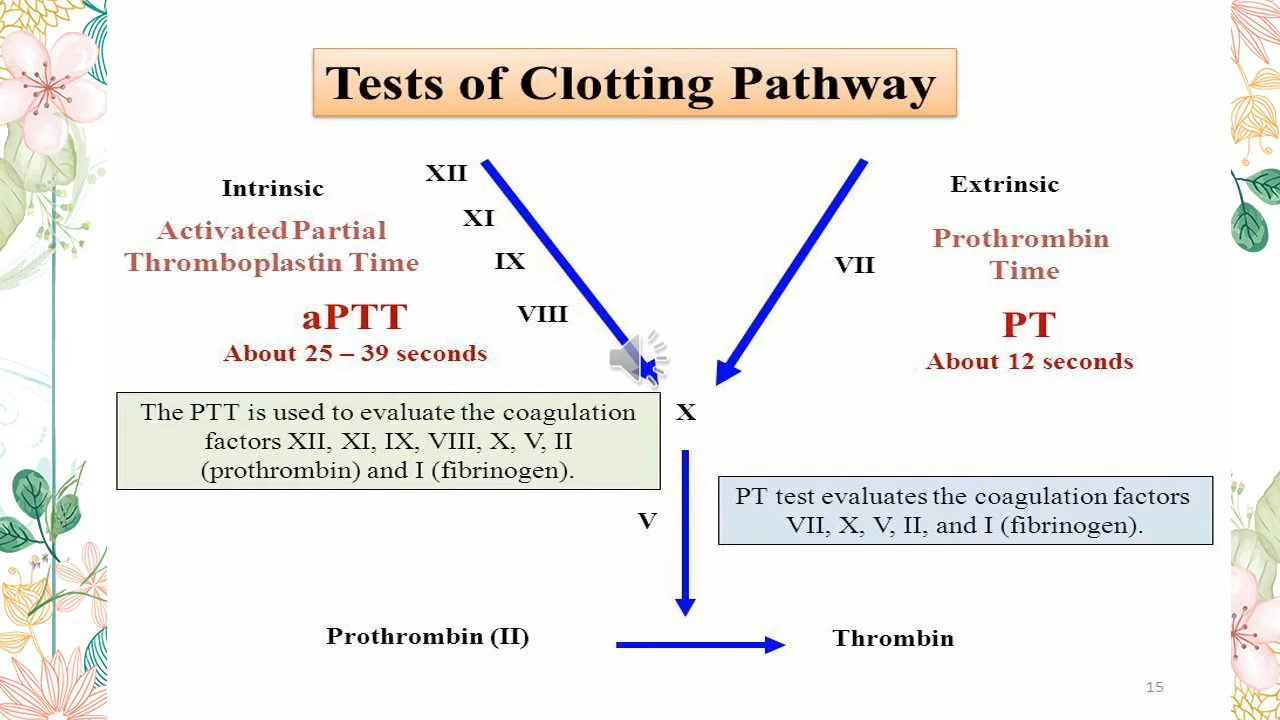 Tests of Clotting Pathway
Intrinsic
Activated Partial
Thromboplastin Time
aPTT
About 25 – 39 seconds
XII
XI
IX
VIII
Extrinsic
Prothrombin
Time
PT
About 12 seconds
VII
The PTT is used to evaluate the coagulation
factors XII, XI, IX, VIII, X, V, II
(prothrombin) and I (fibrinogen).
X
PT test evaluates the coagulation factors
VII, X, V, II, and I (fibrinogen).
V
Prothrombin (II)
Thrombin
15